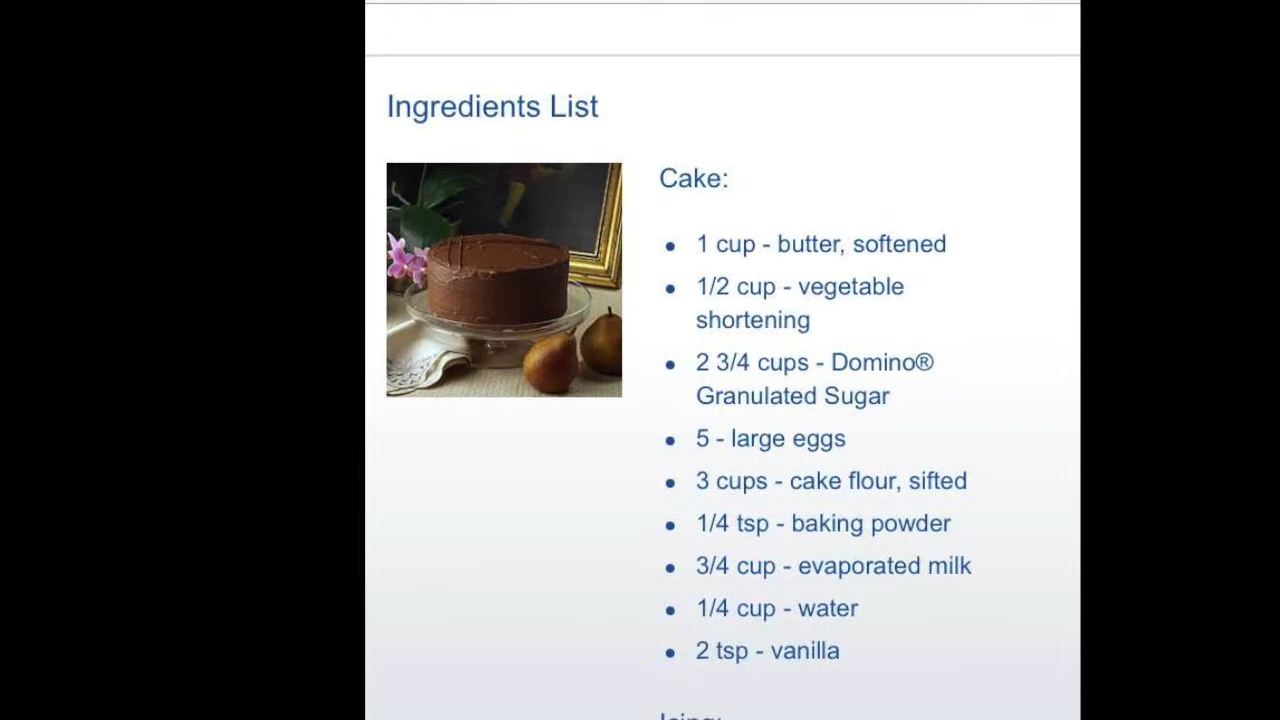 Ingredients List
Cake:
1 cup - butter, softened
1/2 cup - vegetable
shortening
2 3/4 cups - Domino®
Granulated Sugar
5 - large eggs
3 cups - cake flour, sifted
1/4 tsp - baking powder
3/4 cup - evaporated milk
1/4 cup - water
2 tsp - vanilla
Icing: